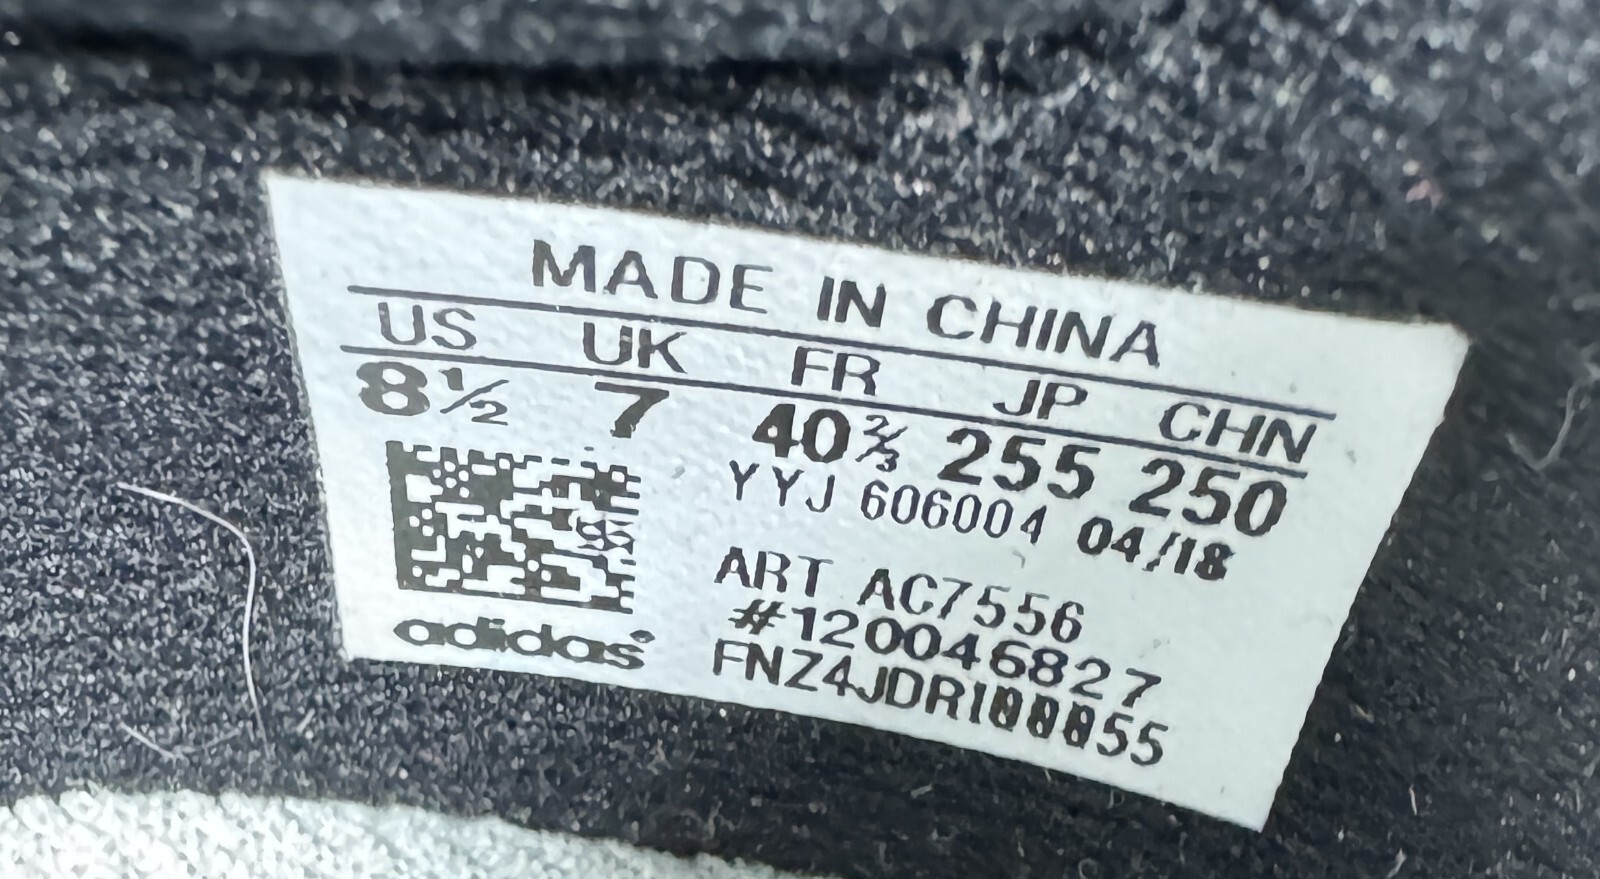 MADE IN CHINA
US UK FR JP CHN
8½ 7 40⅔ 255 250
YYJ 606004 04/18
ART AC7556
#120046827
adidas FNZ4JDRI00055